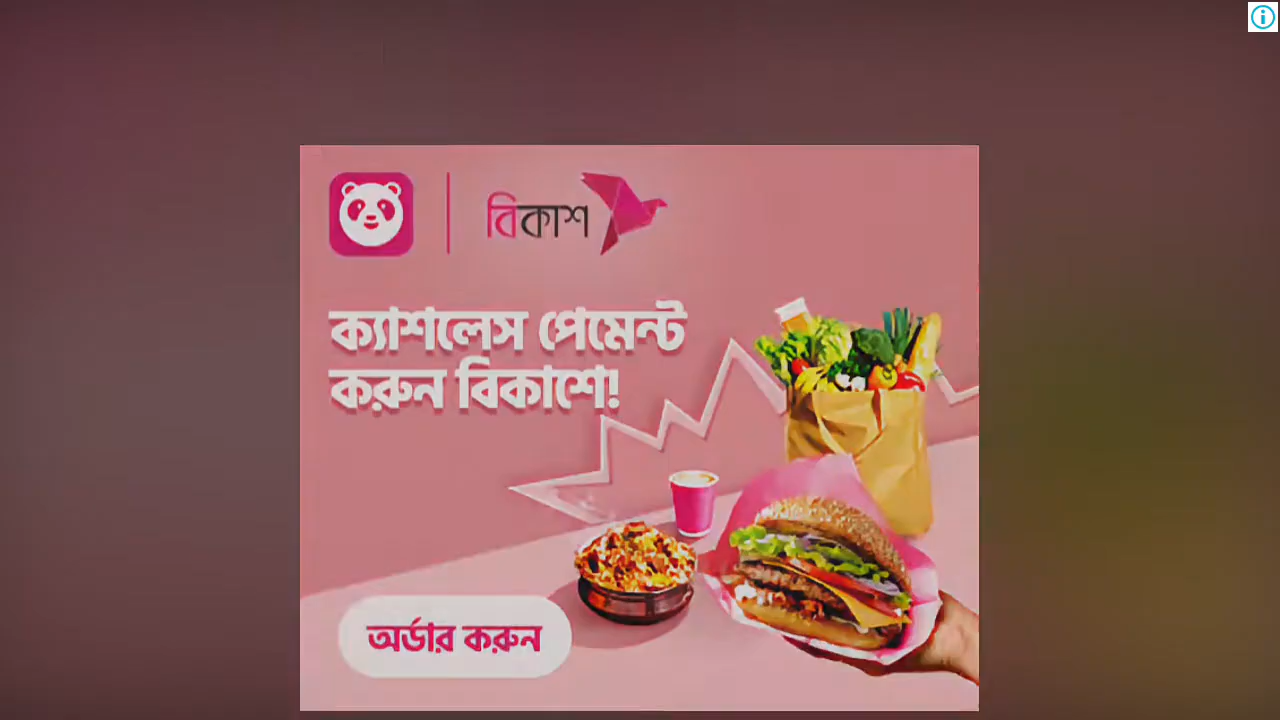 বিকাশ
ক্যাশলেস পেমেন্ট
করুন বিকাশে!
অর্ডার করুন